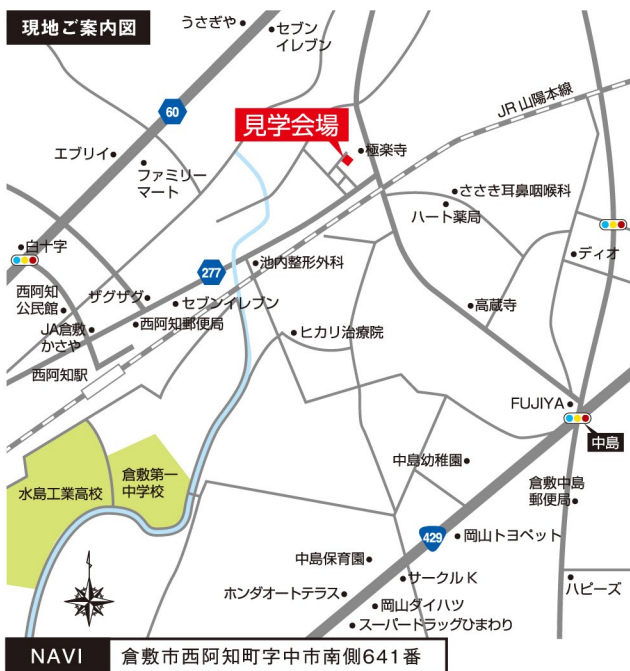 現地ご案内図
うさぎや
セブン
イレブン
60
JR山陽本線
見学会場
極楽寺
エブリイ
ファミリー
マート
ささき耳鼻咽喉科
ハート薬局
白十字
池内整形外科
ディオ
277
西阿知
公民館
ザグザグ
セブンイレブン
高蔵寺
JA倉敷
かさや
西阿知郵便局
ヒカリ治療院
西阿知駅
FUJIYA
中島
中島幼稚園
倉敷第一
中学校
水島工業高校
倉敷中島
郵便局
429
岡山トヨペット
中島保育園
サークルK
ハピーズ
ホンダオートテラス
岡山ダイハツ
スーパードラッグひまわり
NAVI
倉敷市西阿知町字中市南側641番